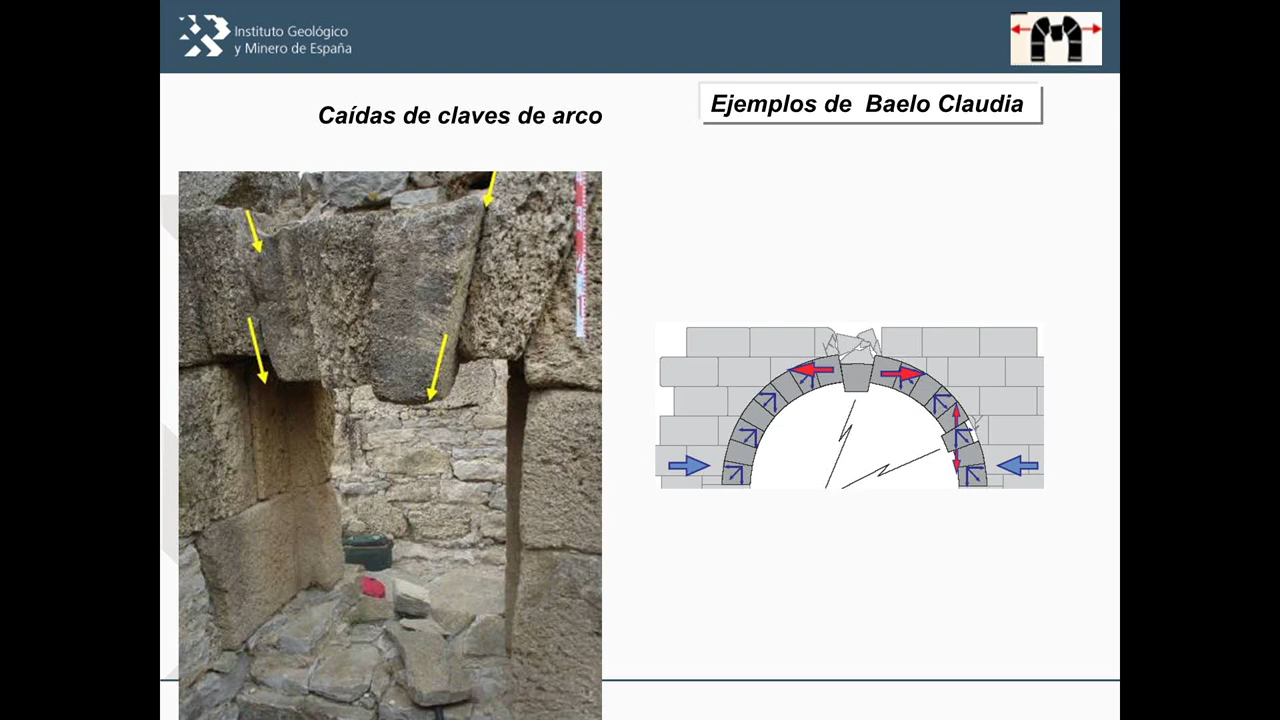 Instituto Geológico
y Minero de España
Caídas de claves de arco
Ejemplos de Baelo Claudia